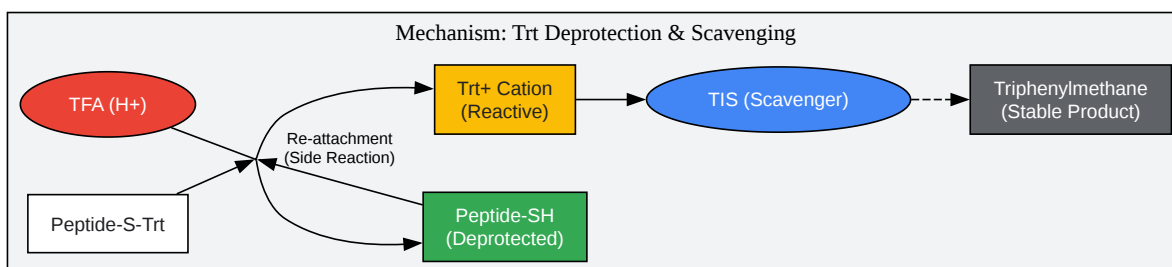 Mechanism: Trt Deprotection & Scavenging
TFA (H+)
Peptide-S-Trt
Re-attachment
(Side Reaction)
Trt+ Cation
(Reactive)
Peptide-SH
(Deprotected)
TIS (Scavenger)
Triphenylmethane
(Stable Product)